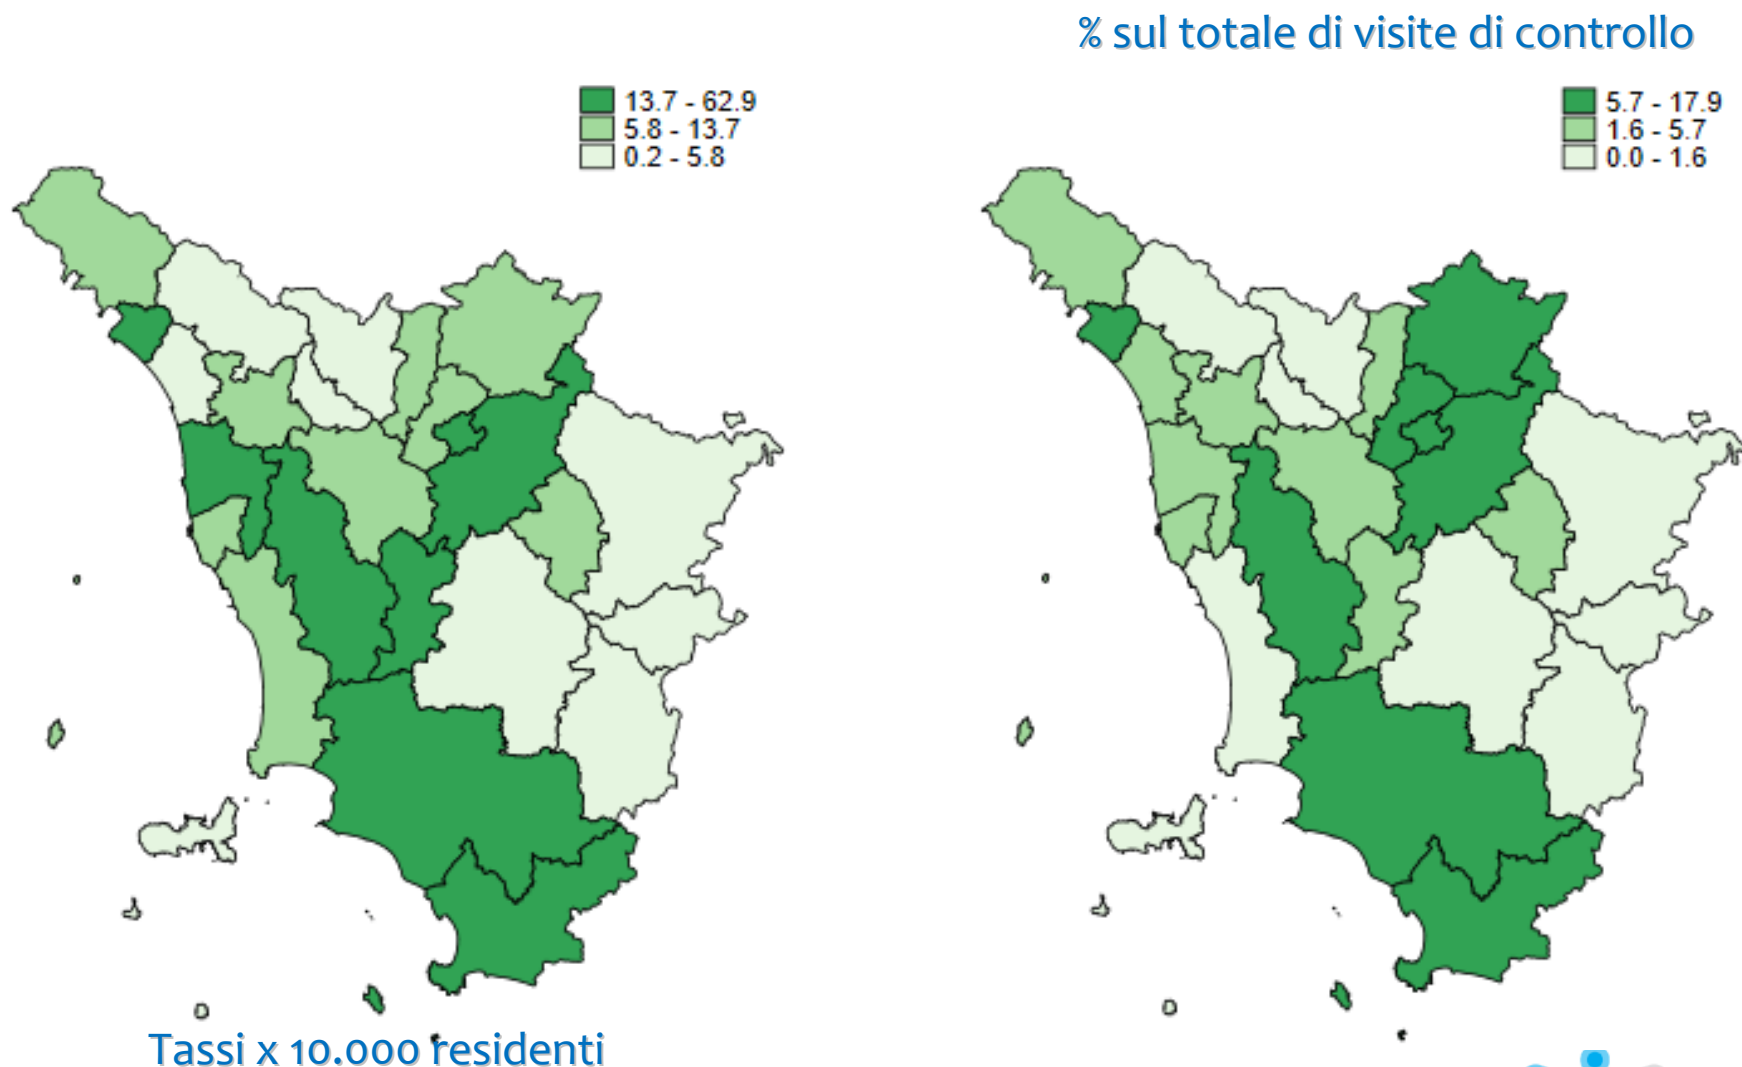 % sul totale di visite di controllo
13.7 - 62.9
5.8 - 13.7
0.2 - 5.8
5.7 - 17.9
1.6 - 5.7
0.0 - 1.6
Tassi x 10.000 residenti